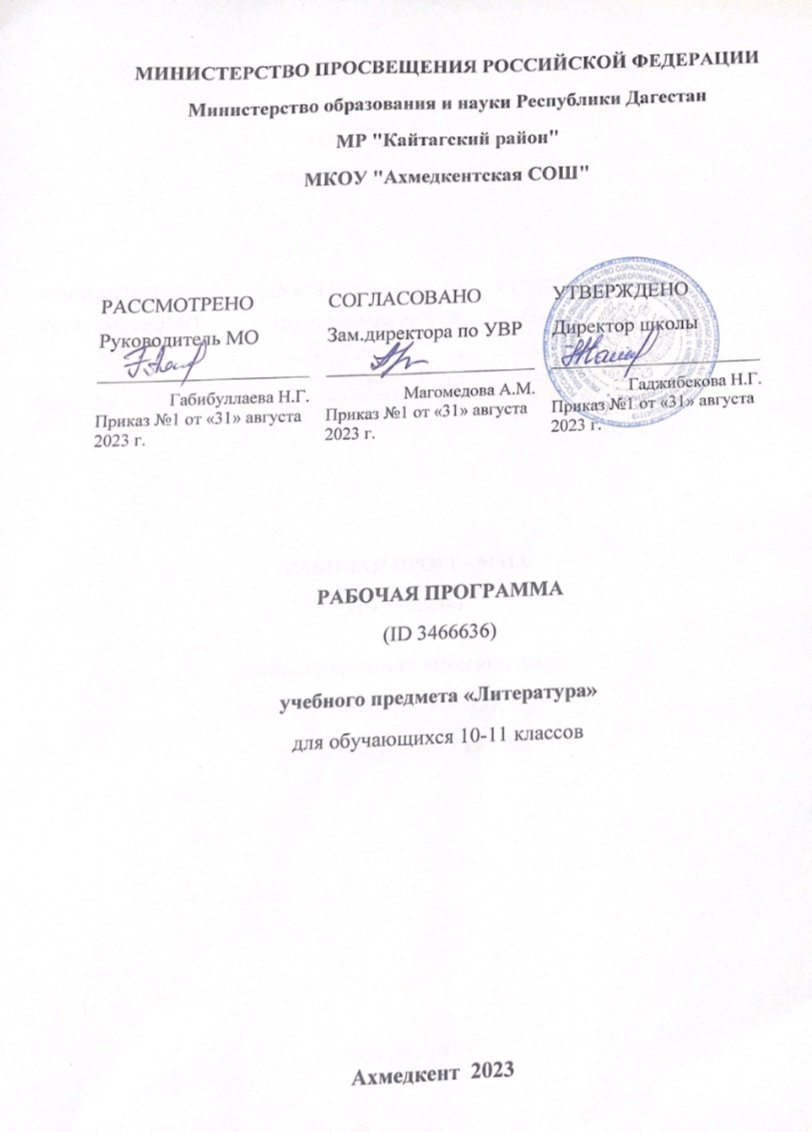 МИНИСТЕРСТВО ПРОСВЕЩЕНИЯ РОССИЙСКОЙ ФЕДЕРАЦИИ
Министерство образования и науки Республики Дагестан
МР "Кайтагский район"
МКОУ "Ахмедкентская СОШ"
РАССМОТРЕНО
Руководитель МО
Габибуллаева Н.Г.
Приказ №1 от «31» августа
2023 г.
СОГЛАСОВАНО
Зам.директора по УВР
Магомедова А.М.
Приказ №1 от «31» августа
2023 г.
УТВЕРЖДЕНО
Директор школы
Гаджибекова Н.Г.
Приказ №1 от «31» августа
2023 г.
РАБОЧАЯ ПРОГРАММА
(ID 3466636)
учебного предмета «Литература»
для обучающихся 10-11 классов
Ахмедкент 2023